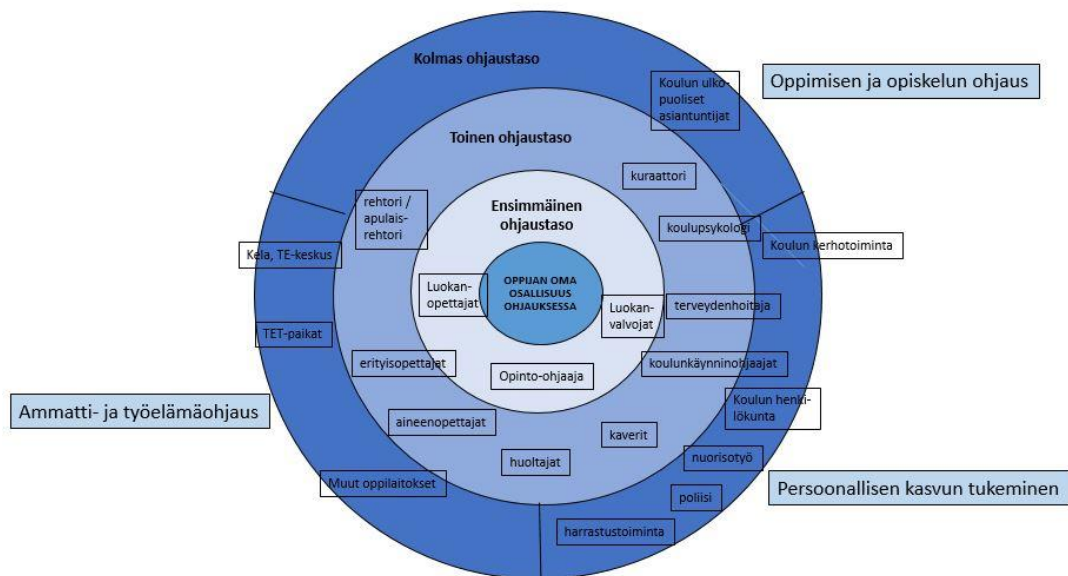 Kolmas ohjaustaso
Koulun ulko-
puoliset
asiantuntijat
Oppimisen ja opiskelun ohjaus
Toinen ohjaustaso
kuraattori
rehtori /
apulais-
rehtori
Ensimmäinen
ohjaustaso
koulupsykologi
Koulun kerhotoiminta
Kela, TE-keskus
Luokan-
opettajat
OPPIJAN OMA
OSALLISUUS
OHJAUKSESSA
Luokan-
valvojat
terveydenhoitaja
TET-paikat
erityisopettajat
Opinto-ohjaaja
koulunkäynninohjaajat
Koulun henki-
lökunta
Ammatti- ja työelämäohjaus
aineenopettajat
kaverit
huoltajat
nuorisotyö
Muut oppilaitokset
poliisi
Persoonallisen kasvun tukeminen
harrastustoiminta